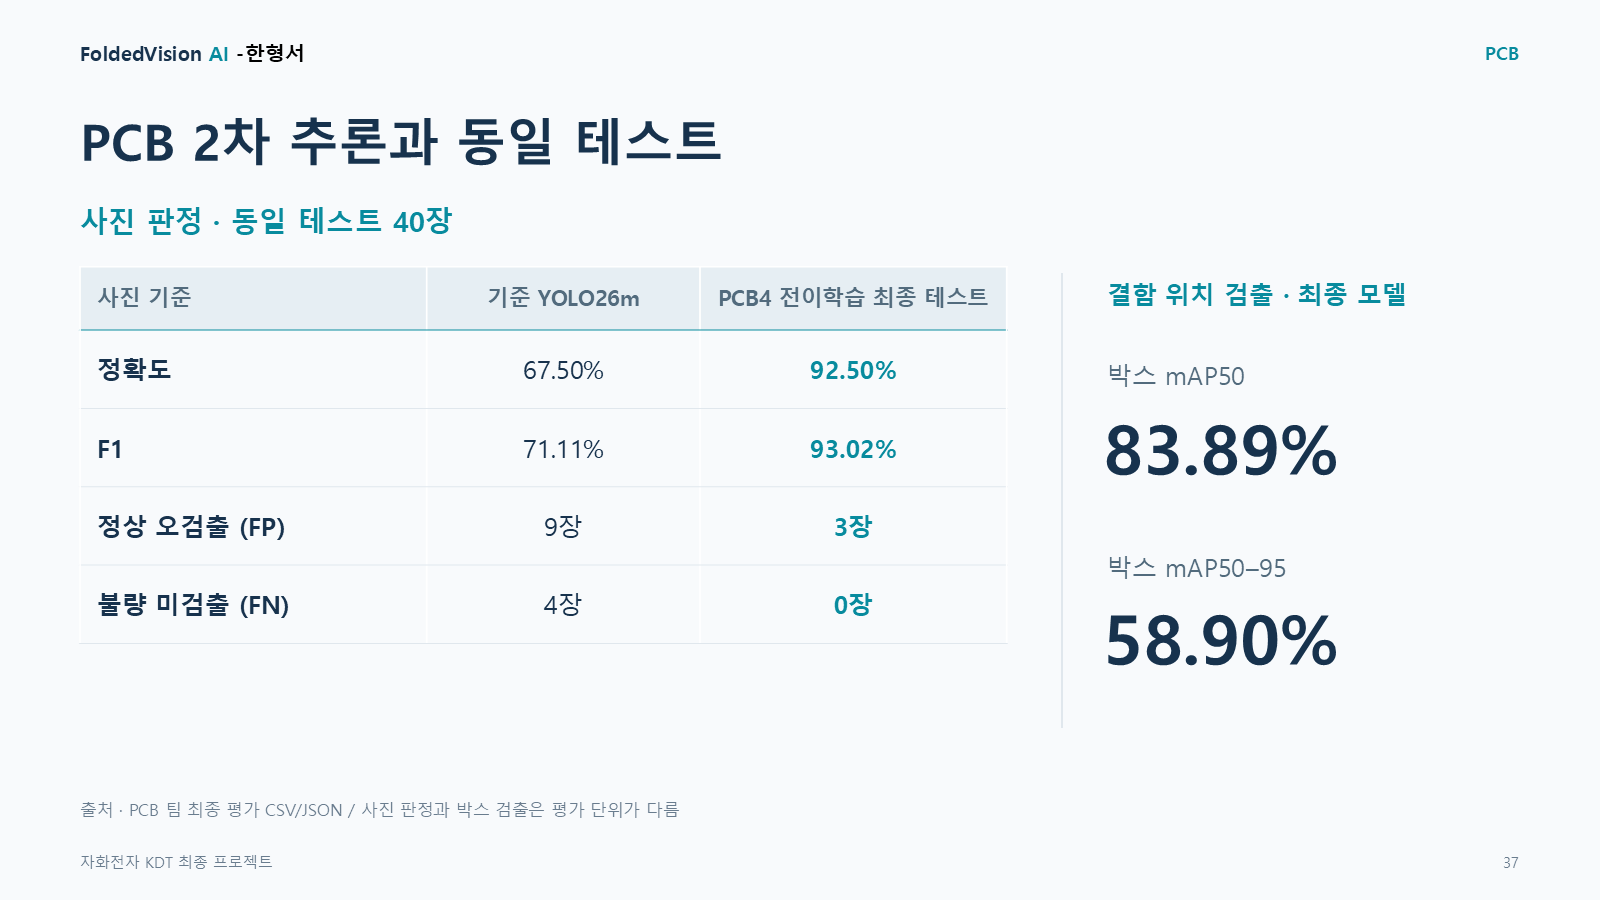 FoldedVision AI -한형서
PCB
PCB 2차 추론과 동일 테스트
사진 판정 · 동일 테스트 40장
사진 기준 기준 YOLO26m PCB4 전이학습 최종 테스트
정확도 67.50% 92.50%
F1 71.11% 93.02%
정상 오검출 (FP) 9장 3장
불량 미검출 (FN) 4장 0장
결함 위치 검출 · 최종 모델
박스 mAP50
83.89%
박스 mAP50–95
58.90%
출처 · PCB 팀 최종 평가 CSV/JSON / 사진 판정과 박스 검출은 평가 단위가 다름
자화전자 KDT 최종 프로젝트
37